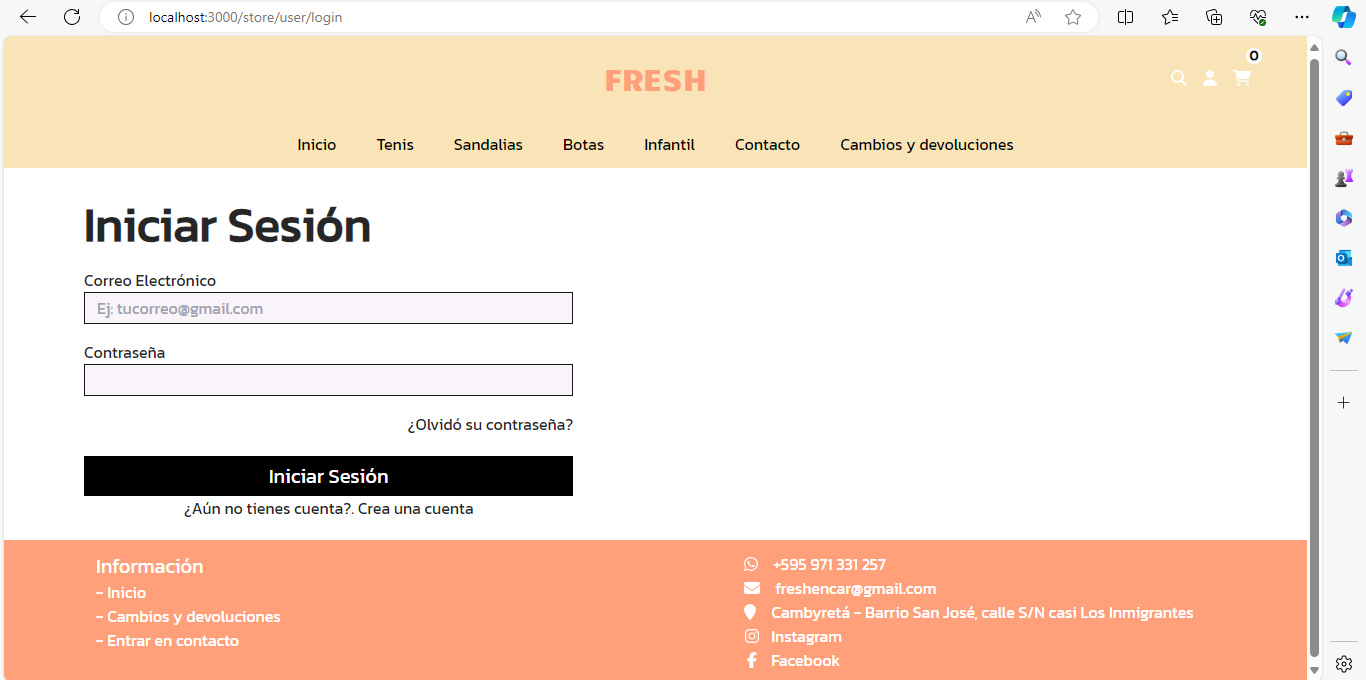 localhost:3000/store/user/login
0
FRESH
Inicio Tenis Sandalias Botas Infantil Contacto Cambios y devoluciones
Iniciar Sesión
Correo Electrónico
Ej: tucorreo@gmail.com
Contraseña
¿Olvidó su contraseña?
Iniciar Sesión
¿Aún no tienes cuenta?. Crea una cuenta
Información
- Inicio
- Cambios y devoluciones
- Entrar en contacto
+595 971 331 257
freshencar@gmail.com
Cambyretá - Barrio San José, calle S/N casi Los Inmigrantes
Instagram
Facebook